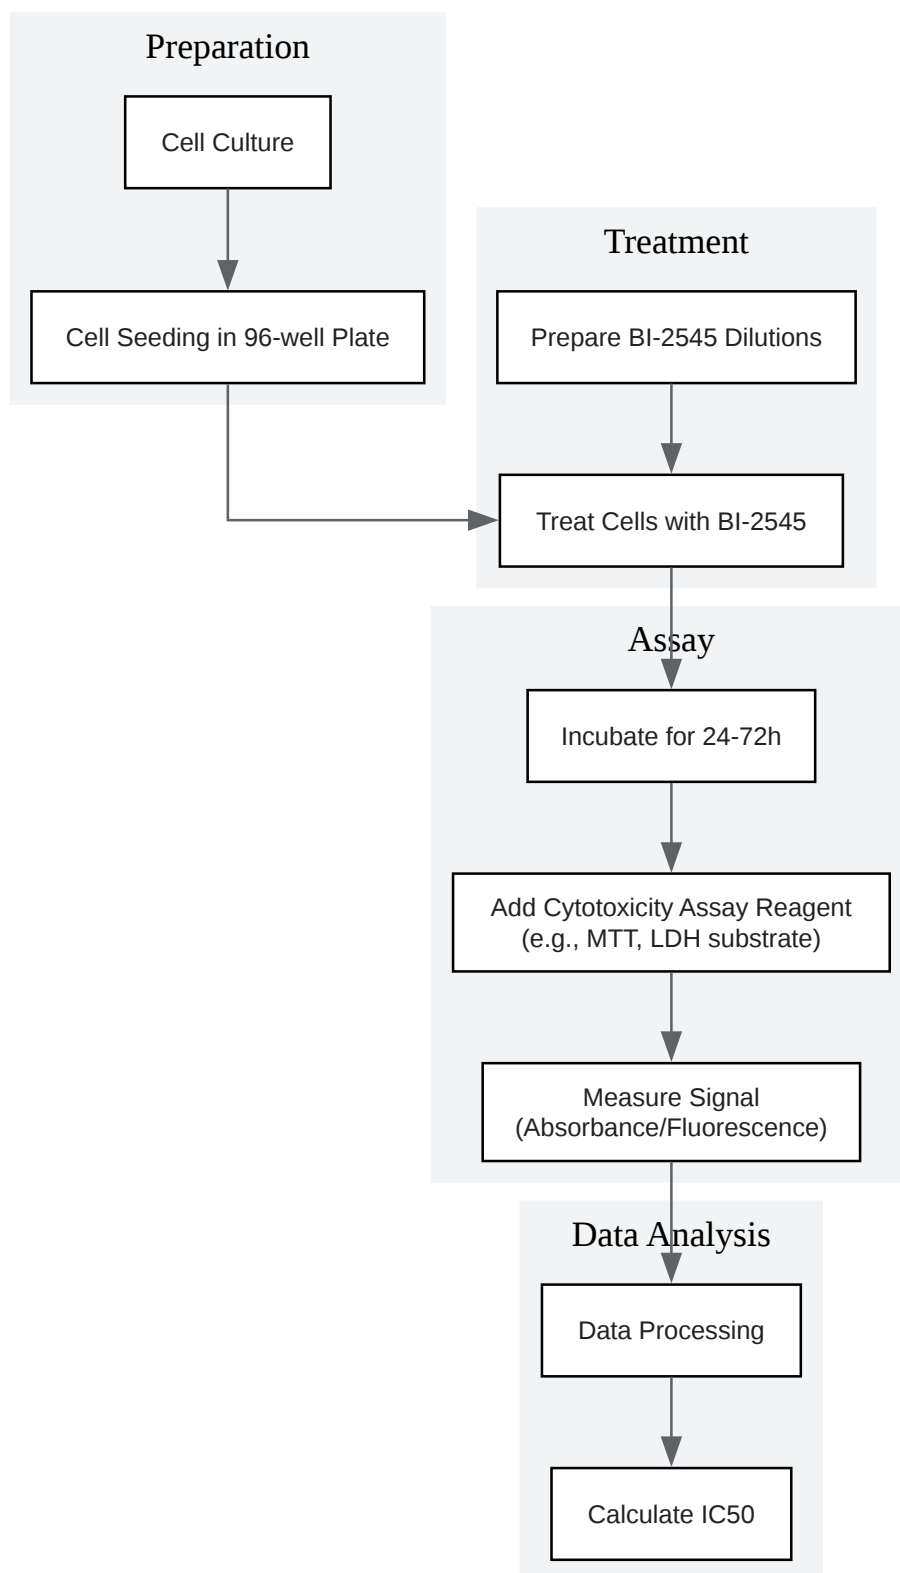 Preparation
Cell Culture
Cell Seeding in 96-well Plate
Treatment
Prepare BI-2545 Dilutions
Treat Cells with BI-2545
Assay
Incubate for 24-72h
Add Cytotoxicity Assay Reagent
(e.g., MTT, LDH substrate)
Measure Signal
(Absorbance/Fluorescence)
Data Analysis
Data Processing
Calculate IC50